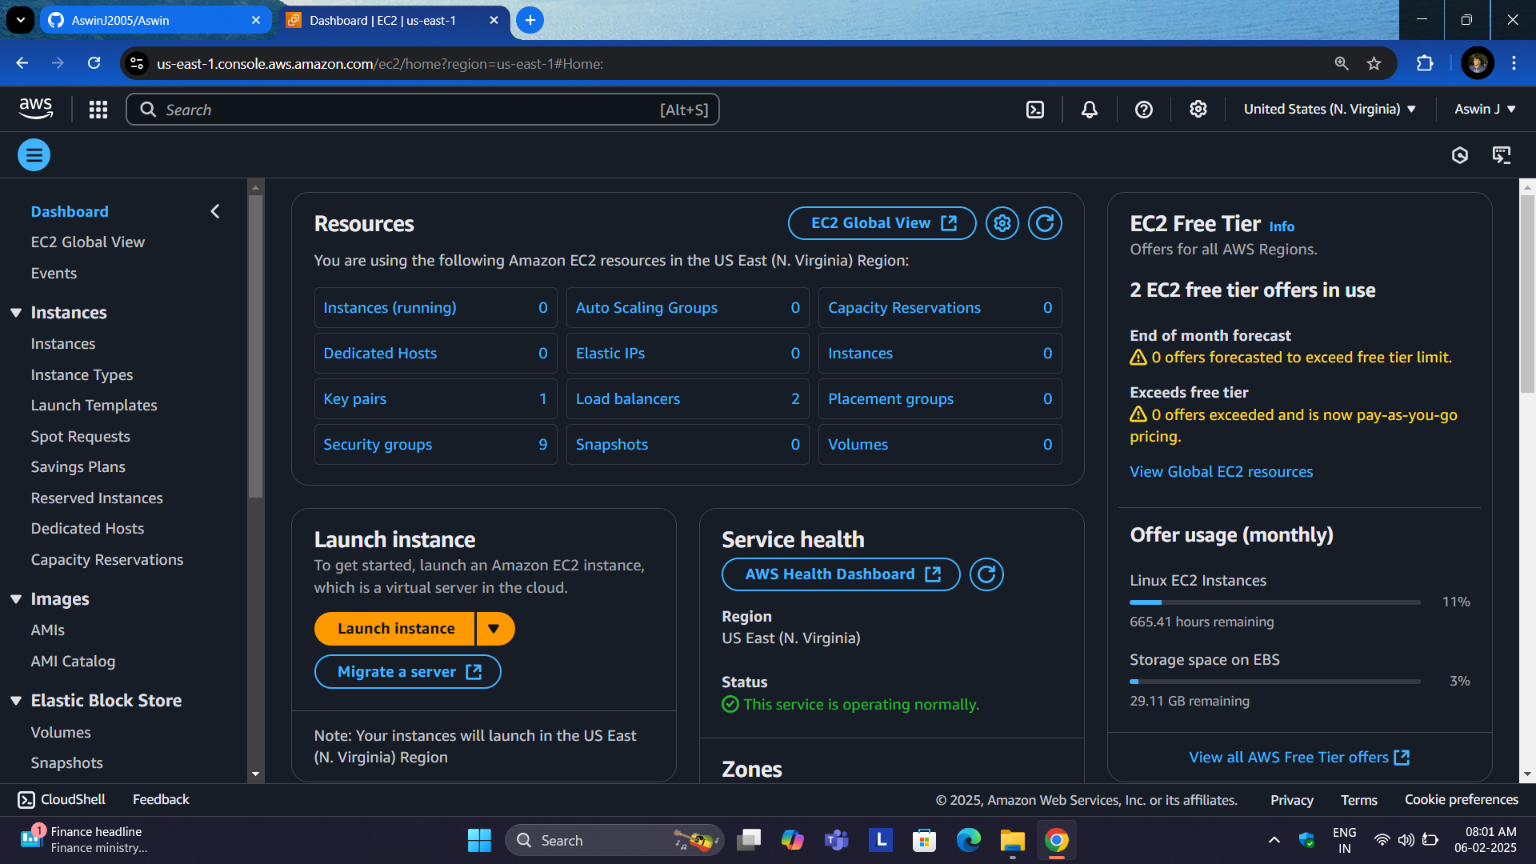 AswinJ2005/Aswin
Dashboard | EC2 | us-east-1
us-east-1.console.aws.amazon.com/ec2/home?region=us-east-1#Home:
aws
Search
[Alt+S]
United States (N. Virginia)
Aswin J
Dashboard
EC2 Global View
Events
Instances
Instances
Instance Types
Launch Templates
Spot Requests
Savings Plans
Reserved Instances
Dedicated Hosts
Capacity Reservations
Images
AMIs
AMI Catalog
Elastic Block Store
Volumes
Snapshots
Resources
EC2 Global View
You are using the following Amazon EC2 resources in the US East (N. Virginia) Region:
Instances (running) 0
Auto Scaling Groups 0
Capacity Reservations 0
Dedicated Hosts 0
Elastic IPs 0
Instances 0
Key pairs 1
Load balancers 2
Placement groups 0
Security groups 9
Snapshots 0
Volumes 0
Launch instance
To get started, launch an Amazon EC2 instance,
which is a virtual server in the cloud.
Launch instance
Migrate a server
Note: Your instances will launch in the US East
(N. Virginia) Region
Service health
AWS Health Dashboard
Region
US East (N. Virginia)
Status
This service is operating normally.
Zones
EC2 Free Tier Info
Offers for all AWS Regions.
2 EC2 free tier offers in use
End of month forecast
0 offers forecasted to exceed free tier limit.
Exceeds free tier
0 offers exceeded and is now pay-as-you-go
pricing.
View Global EC2 resources
Offer usage (monthly)
Linux EC2 Instances
11%
665.41 hours remaining
Storage space on EBS
3%
29.11 GB remaining
View all AWS Free Tier offers
CloudShell
Feedback
© 2025, Amazon Web Services, Inc. or its affiliates.
Privacy
Terms
Cookie preferences
1
Finance headline
Finance ministry...
Search
L
ENG
IN
08:01 AM
06-02-2025